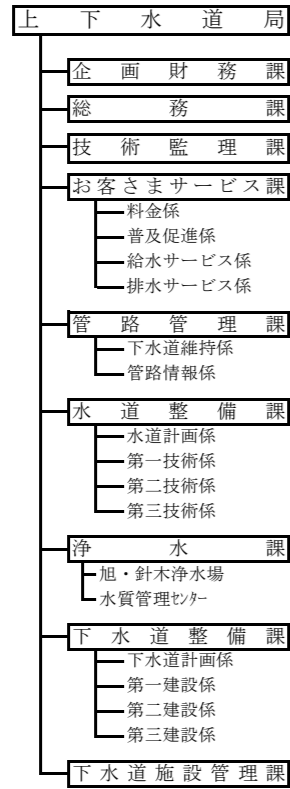 上下水道局
企画財務課
総務課
技術監理課
お客さまサービス課
料金係
普及促進係
給水サービス係
排水サービス係
管路管理課
下水道維持係
管路情報係
水道整備課
水道計画係
第一技術係
第二技術係
第三技術係
浄水課
旭・針木浄水場
水質管理ｾﾝﾀｰ
下水道整備課
下水道計画係
第一建設係
第二建設係
第三建設係
下水道施設管理課